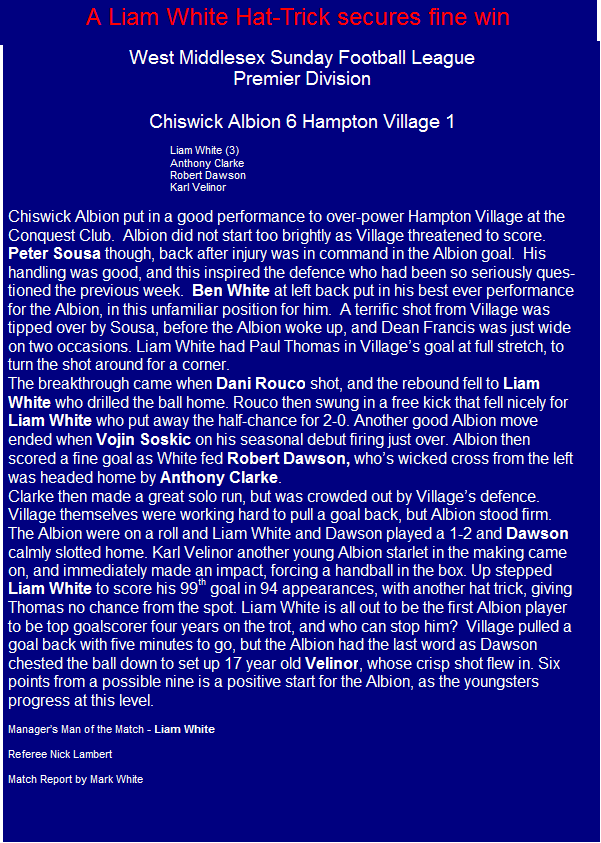 A Liam White Hat-Trick secures fine win
West Middlesex Sunday Football League
Premier Division
Chiswick Albion 6 Hampton Village 1
Liam White (3)
Anthony Clarke
Robert Dawson
Karl Velinor
Chiswick Albion put in a good performance to over-power Hampton Village at the
Conquest Club.  Albion did not start too brightly as Village threatened to score.
Peter Sousa though, back after injury was in command in the Albion goal.  His
handling was good, and this inspired the defence who had been so seriously ques-
tioned the previous week.  Ben White at left back put in his best ever performance
for the Albion, in this unfamiliar position for him.  A terrific shot from Village was
tipped over by Sousa, before the Albion woke up, and Dean Francis was just wide
on two occasions. Liam White had Paul Thomas in Village's goal at full stretch, to
turn the shot around for a corner.
The breakthrough came when Dani Rouco shot, and the rebound fell to Liam
White who drilled the ball home. Rouco then swung in a free kick that fell nicely for
Liam White who put away the half-chance for 2-0. Another good Albion move
ended when Vojin Soskic on his seasonal debut firing just over. Albion then
scored a fine goal as White fed Robert Dawson, who's wicked cross from the left
was headed home by Anthony Clarke.
Clarke then made a great solo run, but was crowded out by Village's defence.
Village themselves were working hard to pull a goal back, but Albion stood firm.
The Albion were on a roll and Liam White and Dawson played a 1-2 and Dawson
calmly slotted home. Karl Velinor another young Albion starlet in the making came
on, and immediately made an impact, forcing a handball in the box. Up stepped
Liam White to score his 99th goal in 94 appearances, with another hat trick, giving
Thomas no chance from the spot. Liam White is all out to be the first Albion player
to be top goalscorer four years on the trot, and who can stop him?  Village pulled a
goal back with five minutes to go, but the Albion had the last word as Dawson
chested the ball down to set up 17 year old Velinor, whose crisp shot flew in. Six
points from a possible nine is a positive start for the Albion, as the youngsters
progress at this level.
Manager's Man of the Match - Liam White
Referee Nick Lambert
Match Report by Mark White